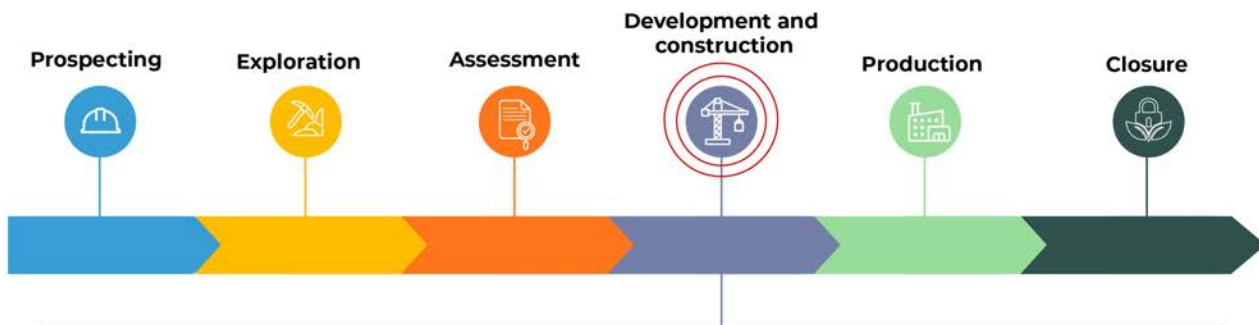 Prospecting
Exploration
Assessment
Development and
construction
Production
Closure